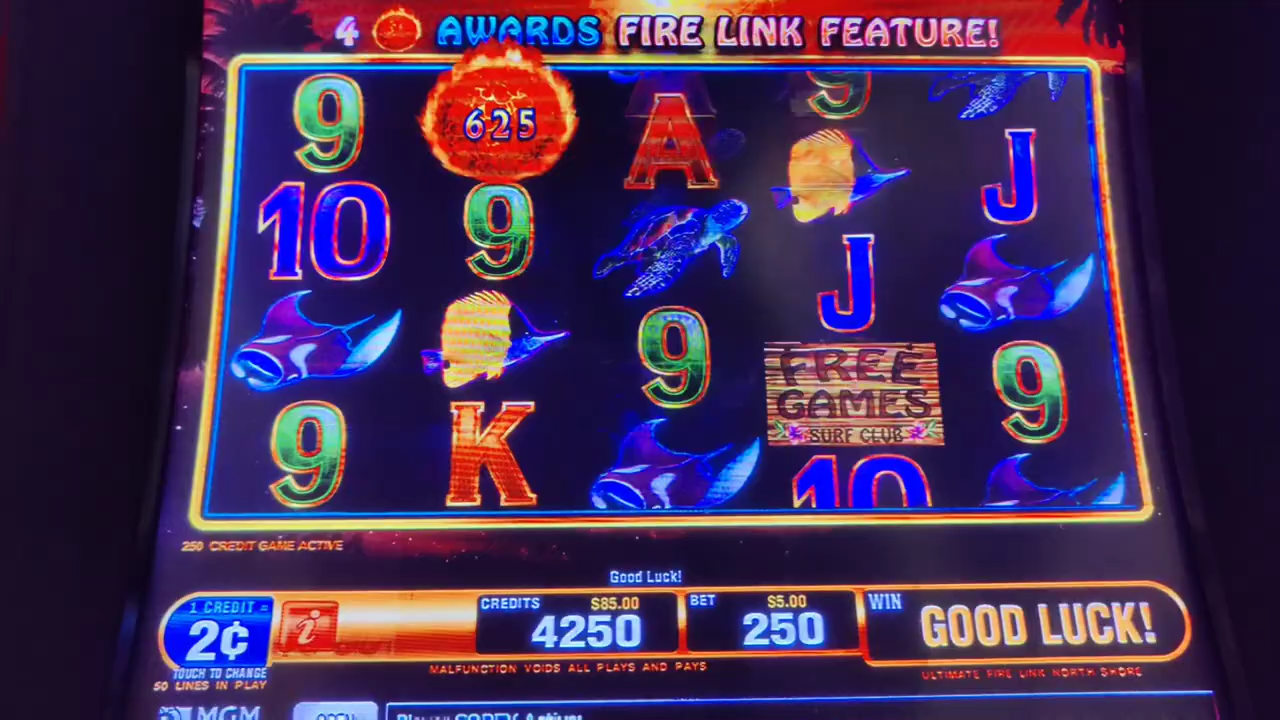 4 AWARDS FIRE LINK FEATURE!
9 625 A 9
10 9 J
9 J
FREE
GAMES
SURF CLUB
9
9 K 10
250 CREDIT GAME ACTIVE
Good Luck!
1 CREDIT =
2¢
TOUCH TO CHANGE
50 LINES IN PLAY
i
CREDITS $85.00
4250
BET $5.00
250
WIN
GOOD LUCK!
MALFUNCTION VOIDS ALL PLAYS AND PAYS
ULTIMATE FIRE LINK NORTH SHORE
MGM
OPEN